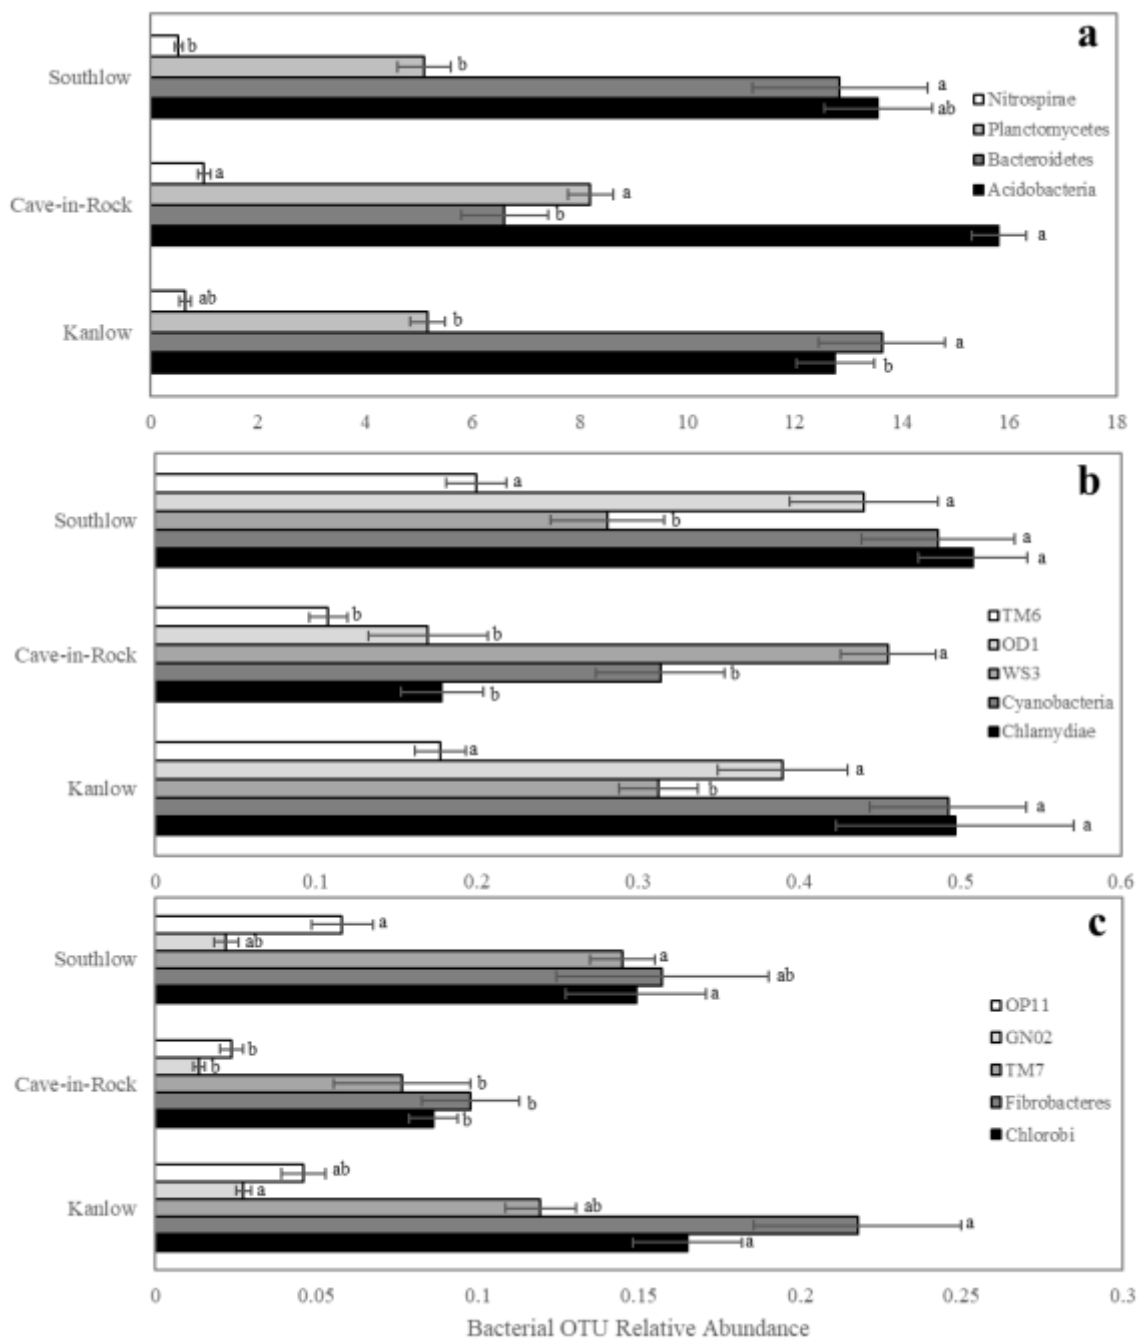 a
Southlow
b
b
a
ab
Nitrospirae
Planctomycetes
Bacteroidetes
Acidobacteria
Cave-in-Rock
a
a
b
a
Kanlow
ab
b
a
b
0 2 4 6 8 10 12 14 16 18
b
Southlow
a
a
b
a
a
Cave-in-Rock
b
b
a
b
b
TM6
OD1
WS3
Cyanobacteria
Chlamydiae
Kanlow
a
a
b
a
a
0 0.1 0.2 0.3 0.4 0.5 0.6
c
Southlow
a
ab
a
ab
a
OP11
GN02
TM7
Fibrobacteres
Chlorobi
Cave-in-Rock
b
b
b
b
b
Kanlow
ab
a
ab
a
a
0 0.05 0.1 0.15 0.2 0.25 0.3
Bacterial OTU Relative Abundance